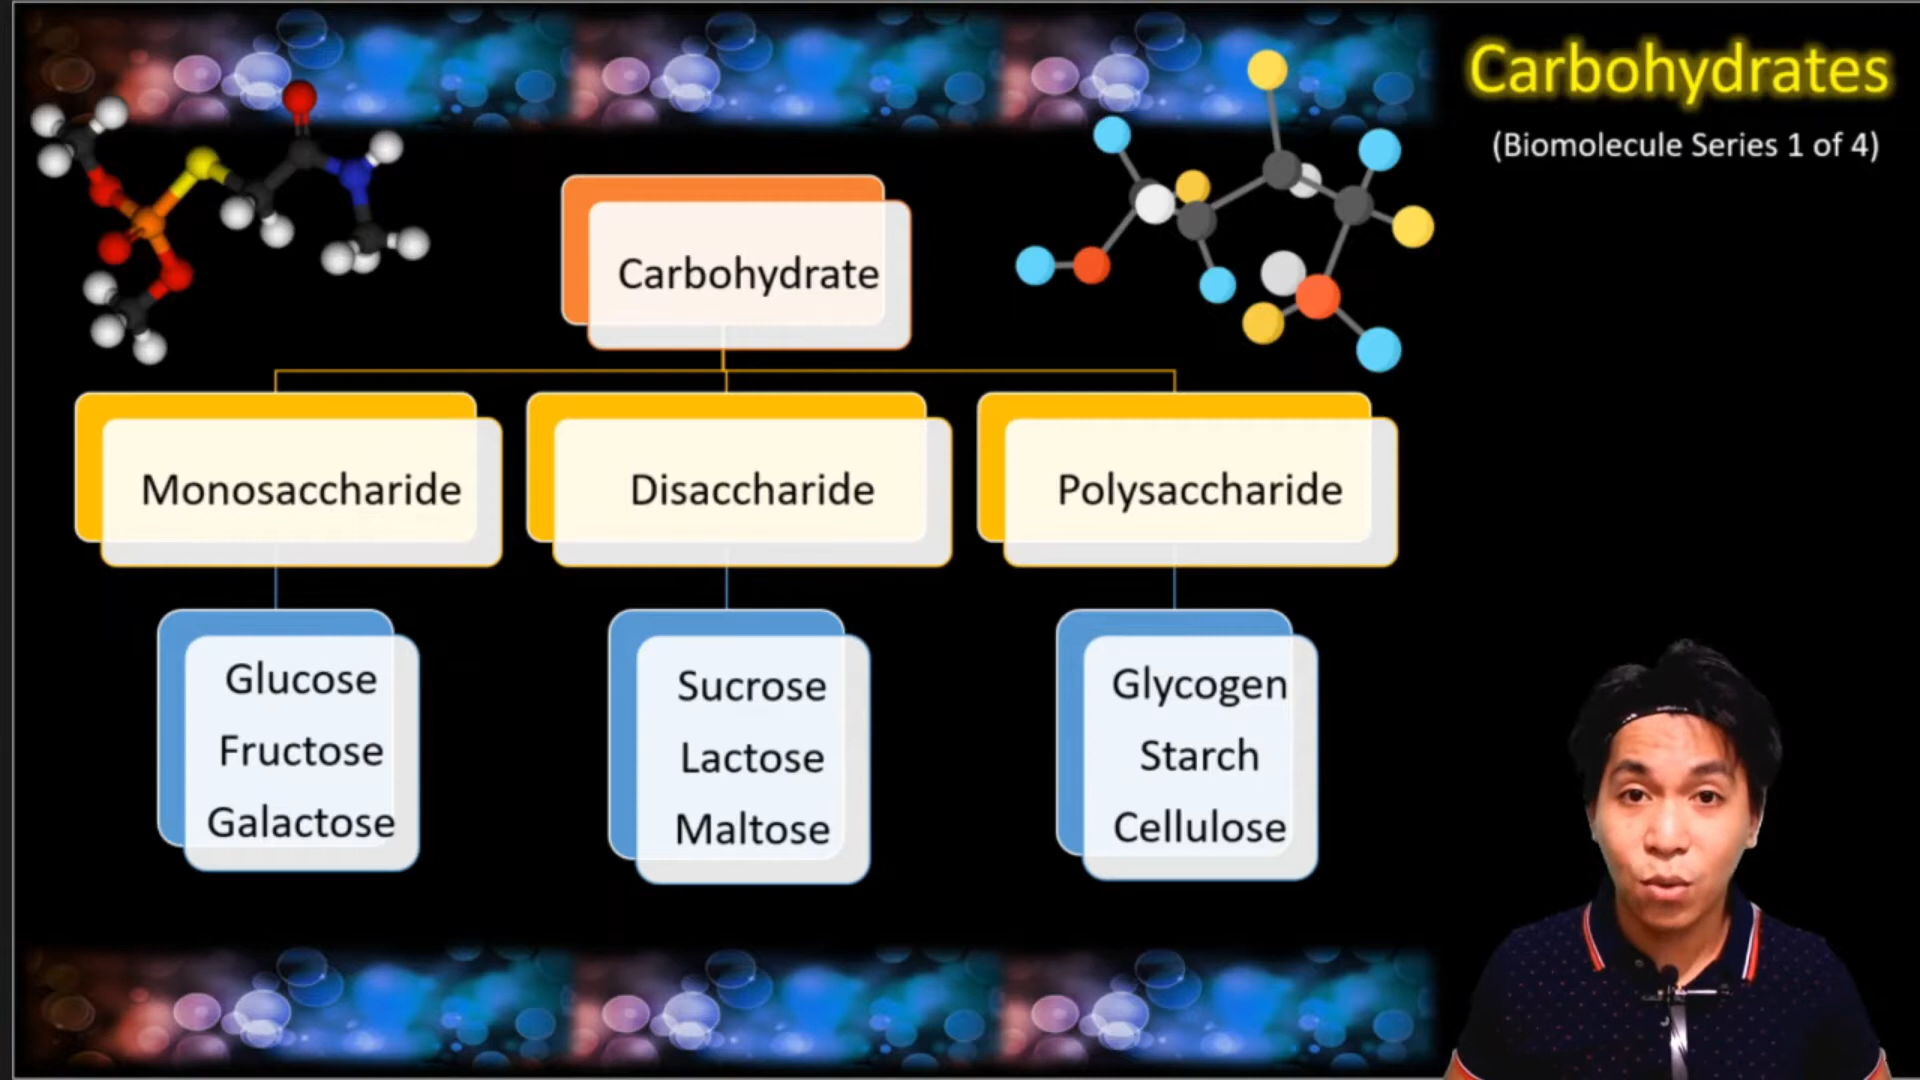 Carbohydrates
(Biomolecule Series 1 of 4)
Carbohydrate
Monosaccharide
Disaccharide
Polysaccharide
Glucose
Fructose
Galactose
Sucrose
Lactose
Maltose
Glycogen
Starch
Cellulose